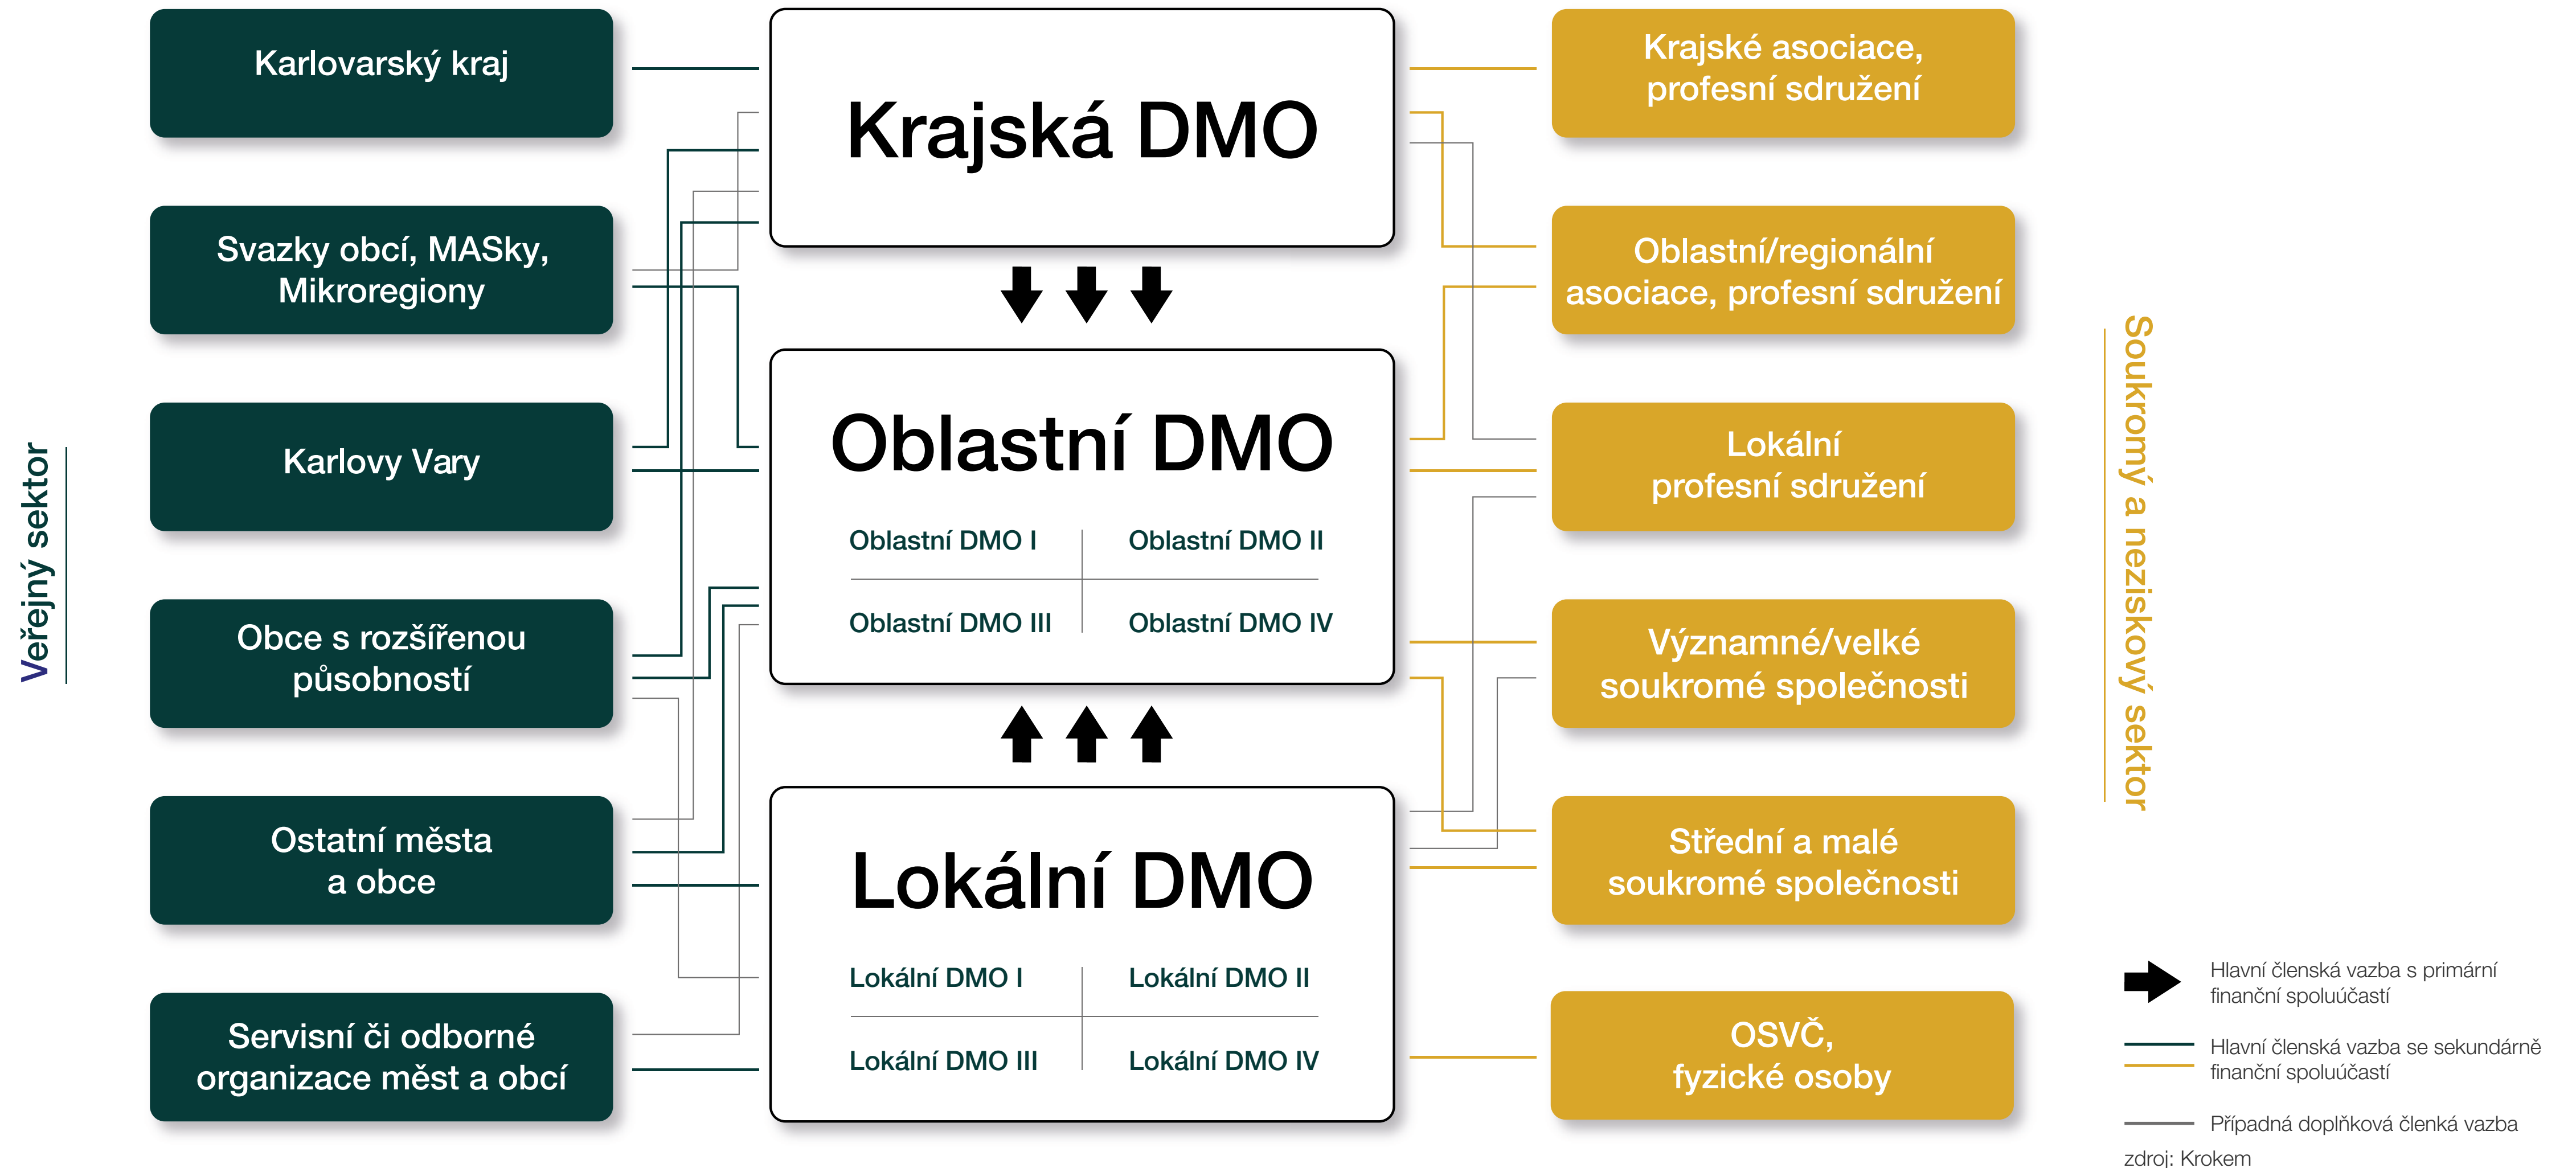 Veřejný sektor
Karlovarský kraj
Svazky obcí, MASky,
Mikroregiony
Karlovy Vary
Obce s rozšířenou
působností
Ostatní města
a obce
Servisní či odborné
organizace měst a obcí
Krajská DMO
Oblastní DMO
Oblastní DMO I
Oblastní DMO II
Oblastní DMO III
Oblastní DMO IV
Lokální DMO
Lokální DMO I
Lokální DMO II
Lokální DMO III
Lokální DMO IV
Krajské asociace,
profesní sdružení
Oblastní/regionální
asociace, profesní sdružení
Lokální
profesní sdružení
Významné/velké
soukromé společnosti
Střední a malé
soukromé společnosti
OSVČ,
fyzické osoby
Soukromý a neziskový sektor
Hlavní členská vazba s primární
finanční spoluúčastí
Hlavní členská vazba se sekundárně
finanční spoluúčastí
Případná doplňková členká vazba
zdroj: Krokem